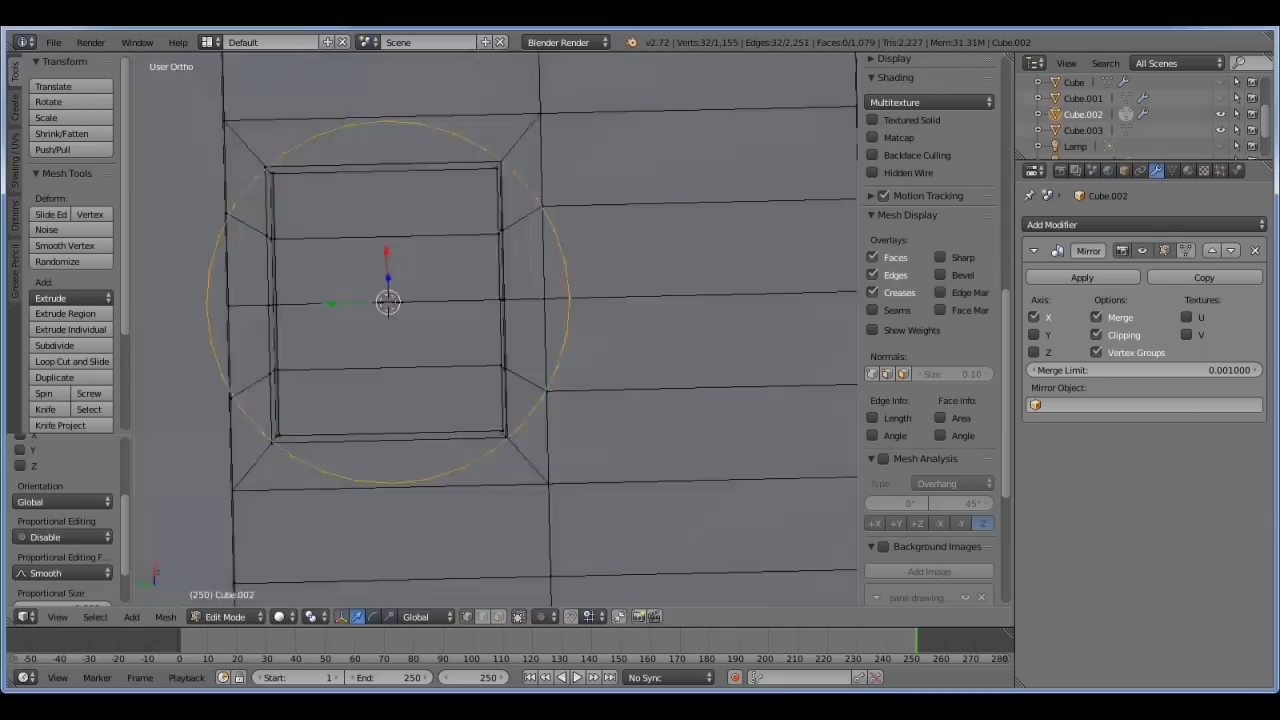 File Render Window Help Default Scene Blender Render v2.72 | Verts:32/1,155 | Edges:32/2,251 | Faces:0/1,079 | Tris:2,227 | Mem:31.31M | Cube.002
Tools
Create
Shading / UVs
Options
Grease Pencil
Transform
Translate
Rotate
Scale
Shrink/Fatten
Push/Pull
Mesh Tools
Deform:
Slide Ed Vertex
Noise
Smooth Vertex
Randomize
Add:
Extrude
Extrude Region
Extrude Individual
Subdivide
Loop Cut and Slide
Duplicate
Spin Screw
Knife Select
Knife Project
X
Y
Z
Orientation
Global
Proportional Editing
Disable
Proportional Editing F...
Smooth
Proportional Size
User Ortho
(250) Cube.002
Display
Shading
Multitexture
Textured Solid
Matcap
Backface Culling
Hidden Wire
Motion Tracking
Mesh Display
Overlays:
Faces Sharp
Edges Bevel
Creases Edge Mar
Seams Face Mar
Show Weights
Normals:
Size: 0.10
Edge Info: Face Info:
Length Area
Angle Angle
Mesh Analysis
Type: Overhang
0° 45°
+X +Y +Z -X -Y -Z
Background Images
Add Image
pane drawing...
View Search All Scenes
Cube
Cube.001
Cube.002
Cube.003
Lamp
Cube.002
Add Modifier
Mirror
Apply Copy
Axis: Options: Textures:
X Merge U
Y Clipping V
Z Vertex Groups
Merge Limit: 0.001000
Mirror Object:
View Select Add Mesh Edit Mode Global
-50 -40 -30 -20 -10 0 10 20 30 40 50 60 70 80 90 100 110 120 130 140 150 160 170 180 190 200 210 220 230 240 250 260 270 280
View Marker Frame Playback Start: 1 End: 250 250 No Sync